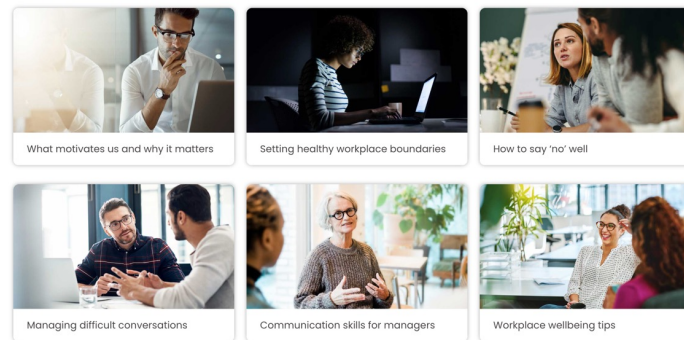 What motivates us and why it matters
Setting healthy workplace boundaries
How to say ‘no’ well
Managing difficult conversations
Communication skills for managers
Workplace wellbeing tips